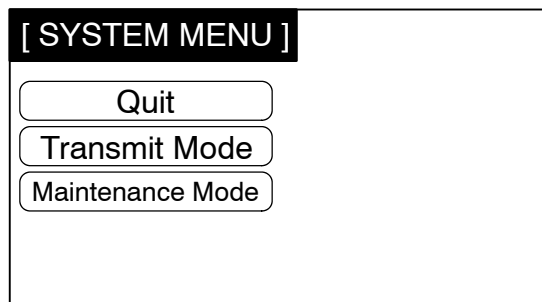 [ SYSTEM MENU ]
Quit
Transmit Mode
Maintenance Mode